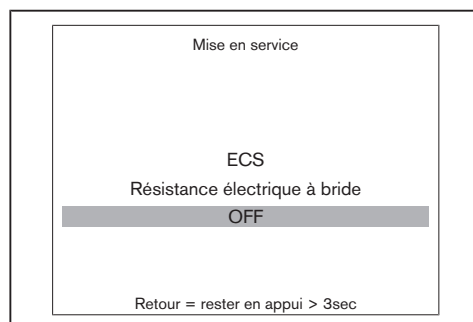 Mise en service
ECS
Résistance électrique à bride
OFF
Retour = rester en appui > 3sec